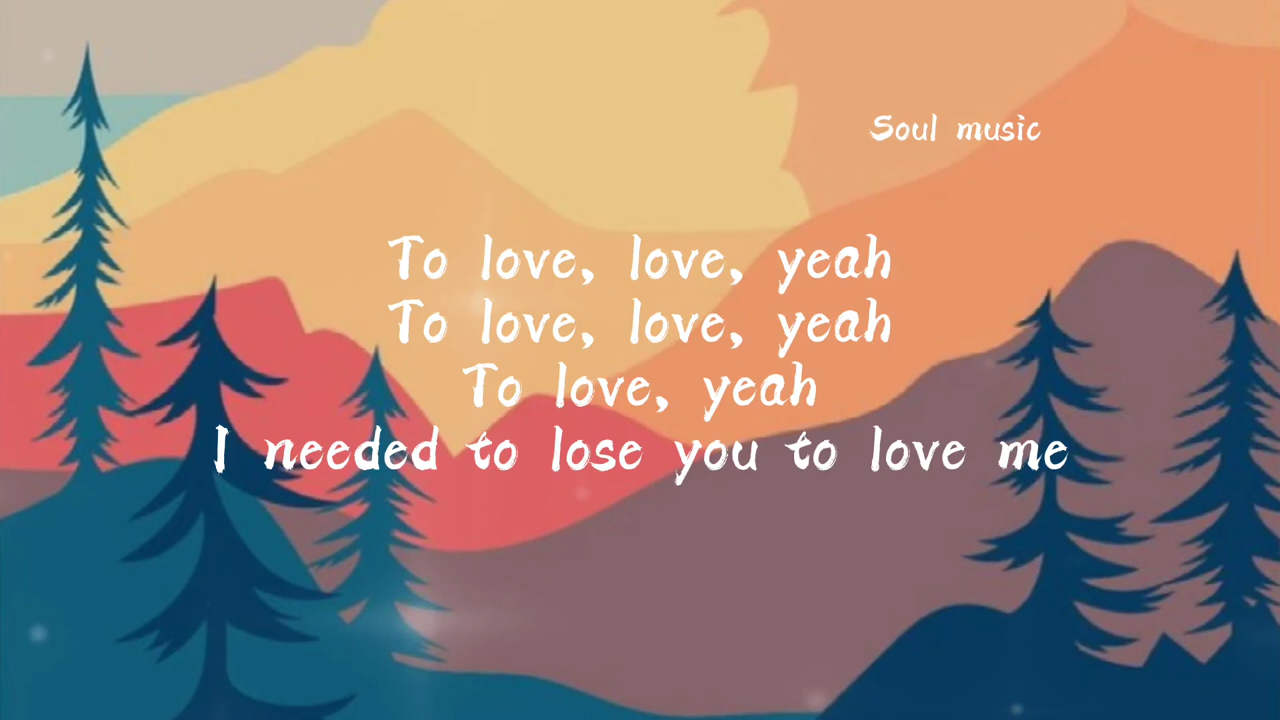 Soul music
To love, love, yeah
To love, love, yeah
To love, yeah
I needed to lose you to love me